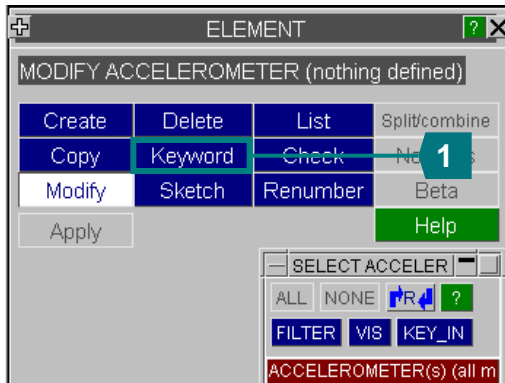 ELEMENT ? X
MODIFY ACCELEROMETER (nothing defined)
Create Delete List Split/combine
Copy Keyword Check 1
Modify Sketch Renumber Beta
Apply Help
SELECT ACCELER
ALL NONE R ?
FILTER VIS KEY_IN
ACCELEROMETER(s) (all m